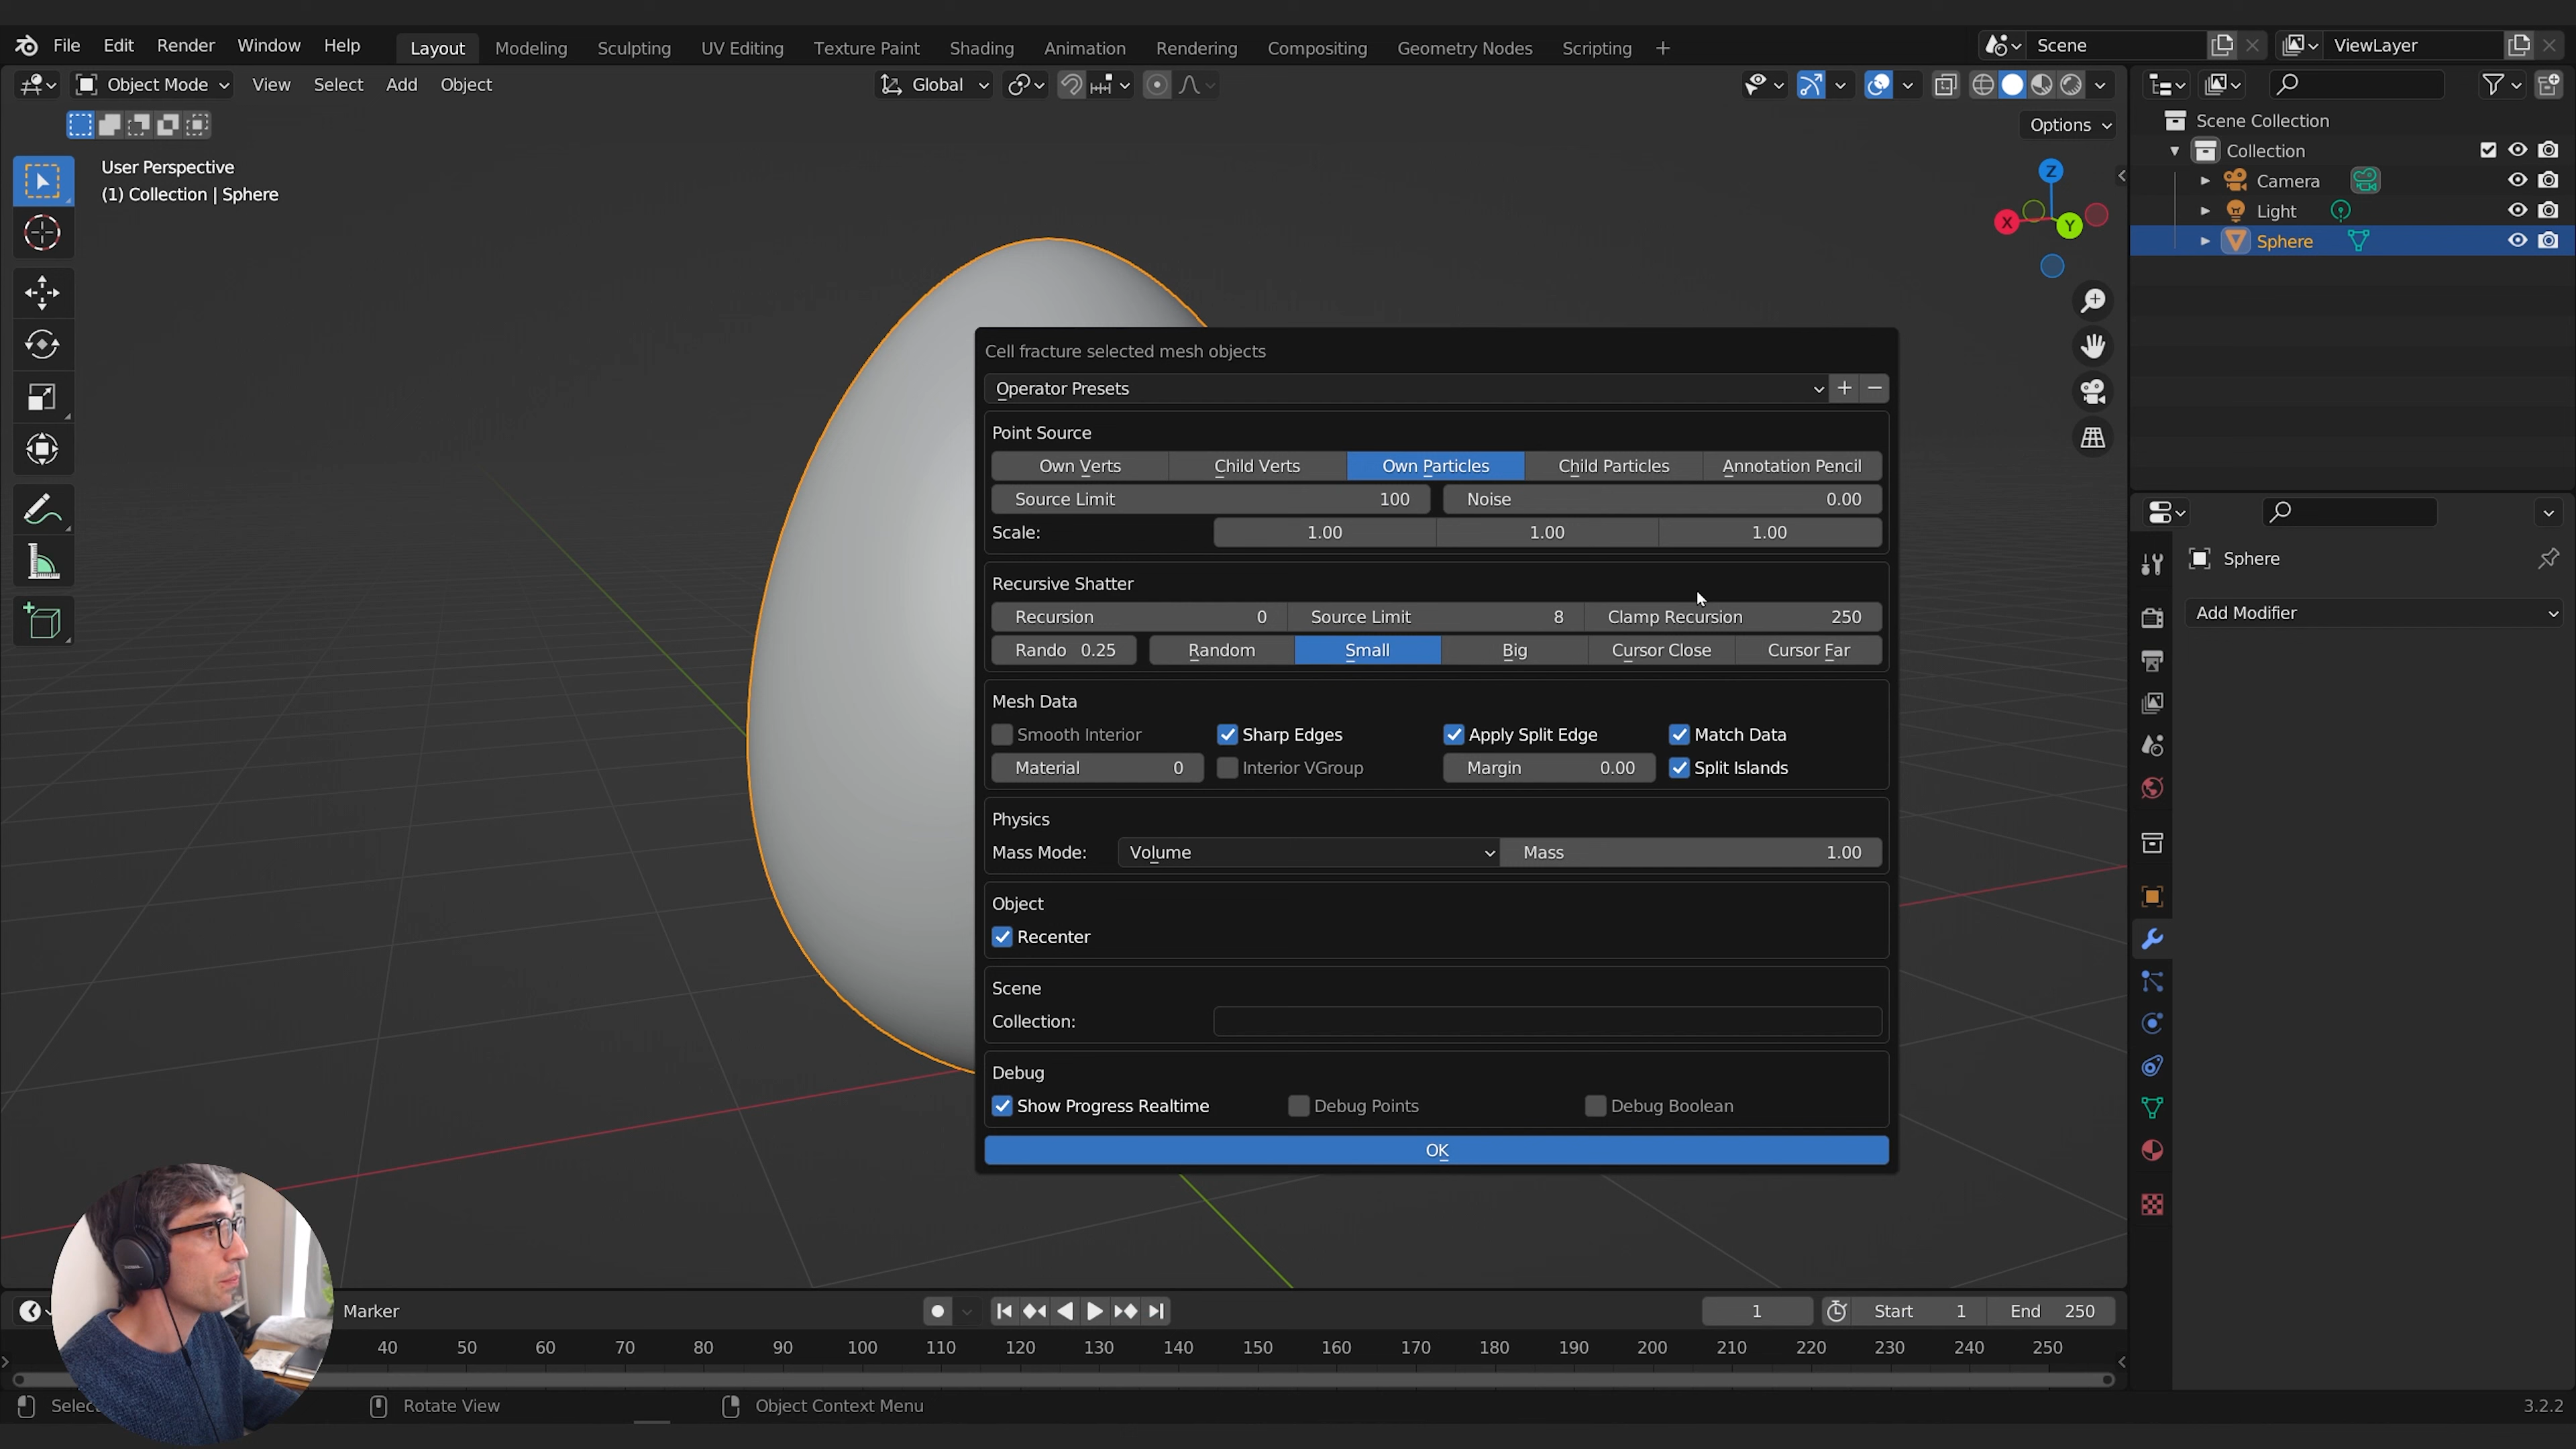 File Edit Render Window Help Layout Modeling Sculpting UV Editing Texture Paint Shading Animation Rendering Compositing Geometry Nodes Scripting + Scene ViewLayer
Object Mode View Select Add Object Global
Options
User Perspective
(1) Collection | Sphere
Z
X
Y
Scene Collection
Collection
Camera
Light
Sphere
Sphere
Add Modifier
Cell fracture selected mesh objects
Operator Presets
Point Source
Own Verts Child Verts Own Particles Child Particles Annotation Pencil
Source Limit 100 Noise 0.00
Scale: 1.00 1.00 1.00
Recursive Shatter
Recursion 0 Source Limit 8 Clamp Recursion 250
Rando 0.25 Random Small Big Cursor Close Cursor Far
Mesh Data
Smooth Interior Sharp Edges Apply Split Edge Match Data
Material 0 Interior VGroup Margin 0.00 Split Islands
Physics
Mass Mode: Volume Mass 1.00
Object
Recenter
Scene
Collection:
Debug
Show Progress Realtime Debug Points Debug Boolean
OK
Marker 1 Start 1 End 250
40 50 60 70 80 90 100 110 120 130 140 150 160 170 180 190 200 210 220 230 240 250
Rotate View Object Context Menu 3.2.2